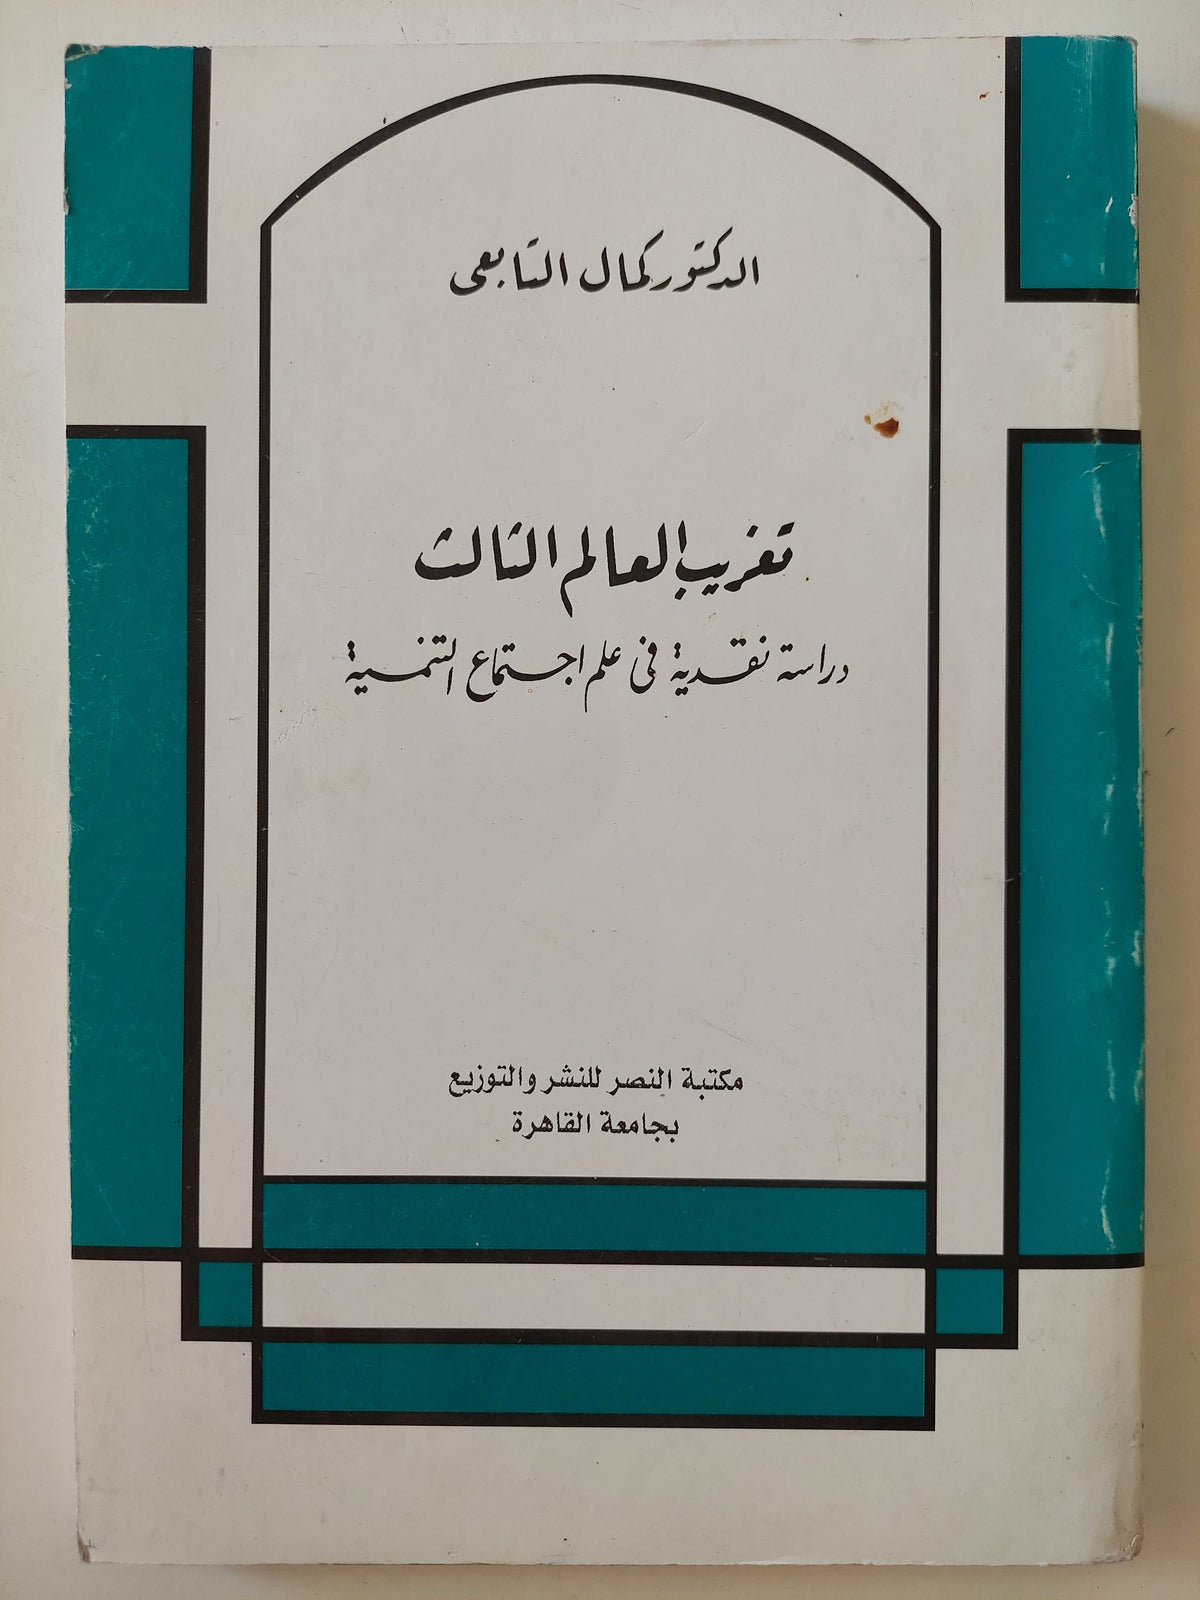 الدكتور كمال التابعى
تغريب العالم الثالث
دراسة نقدية فى علم اجتماع التنمية
مكتبة النصر للنشر والتوزيع
بجامعة القاهرة